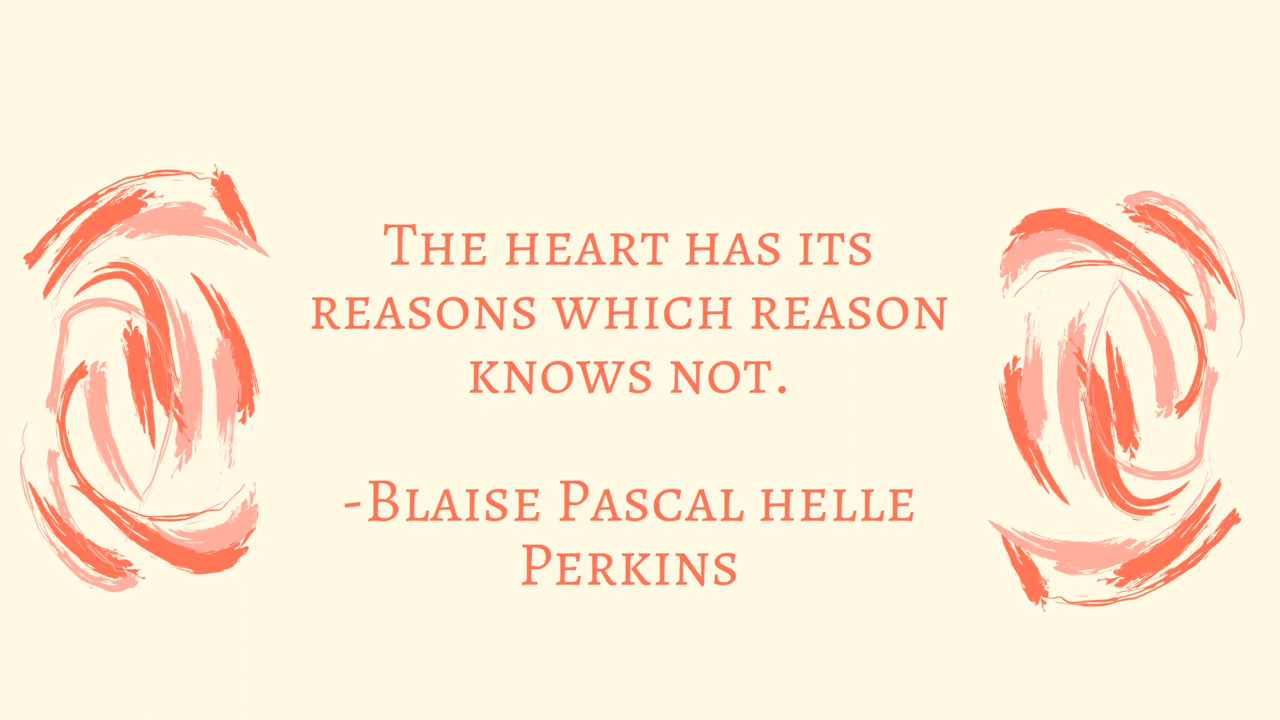 The heart has its
reasons which reason
knows not.
-Blaise Pascal helle
Perkins